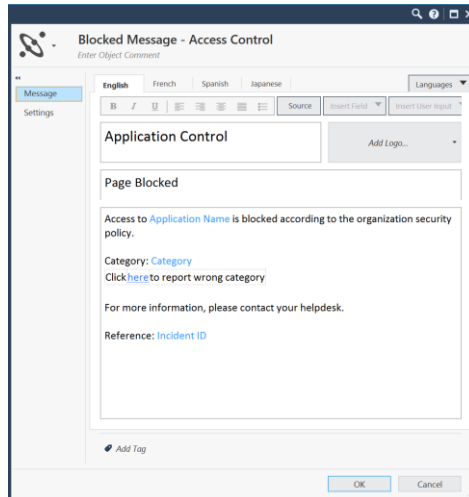 Blocked Message - Access Control
Enter Object Comment
Message
Settings
English French Spanish Japanese Languages
B I U Source Insert Field Insert User Input
Application Control
Add Logo...
Page Blocked
Access to Application Name is blocked according to the organization security
policy.
Category: Category
Click here to report wrong category
For more information, please contact your helpdesk.
Reference: Incident ID
Add Tag
OK Cancel